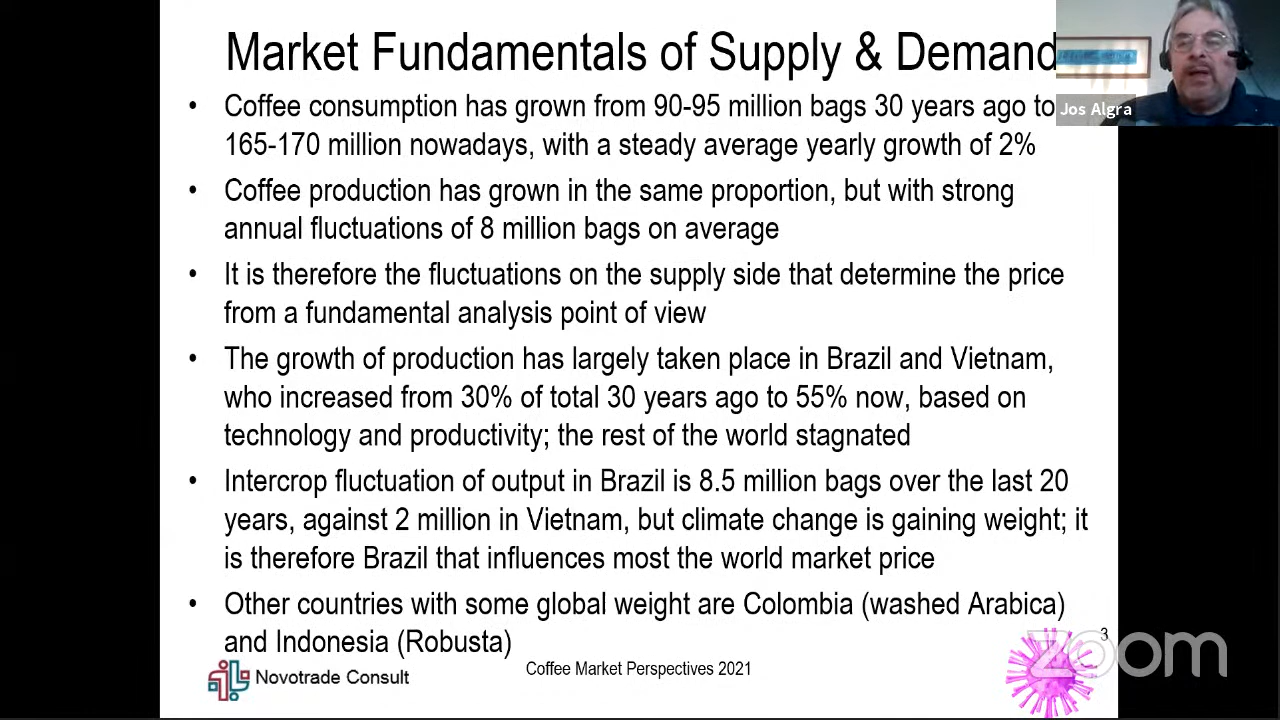 Market Fundamentals of Supply & Demand
• Coffee consumption has grown from 90-95 million bags 30 years ago to
165-170 million nowadays, with a steady average yearly growth of 2%
• Coffee production has grown in the same proportion, but with strong
annual fluctuations of 8 million bags on average
• It is therefore the fluctuations on the supply side that determine the price
from a fundamental analysis point of view
• The growth of production has largely taken place in Brazil and Vietnam,
who increased from 30% of total 30 years ago to 55% now, based on
technology and productivity; the rest of the world stagnated
• Intercrop fluctuation of output in Brazil is 8.5 million bags over the last 20
years, against 2 million in Vietnam, but climate change is gaining weight; it
is therefore Brazil that influences most the world market price
• Other countries with some global weight are Colombia (washed Arabica)
and Indonesia (Robusta)
Jos Algra
Novotrade Consult
Coffee Market Perspectives 2021
3
zoom